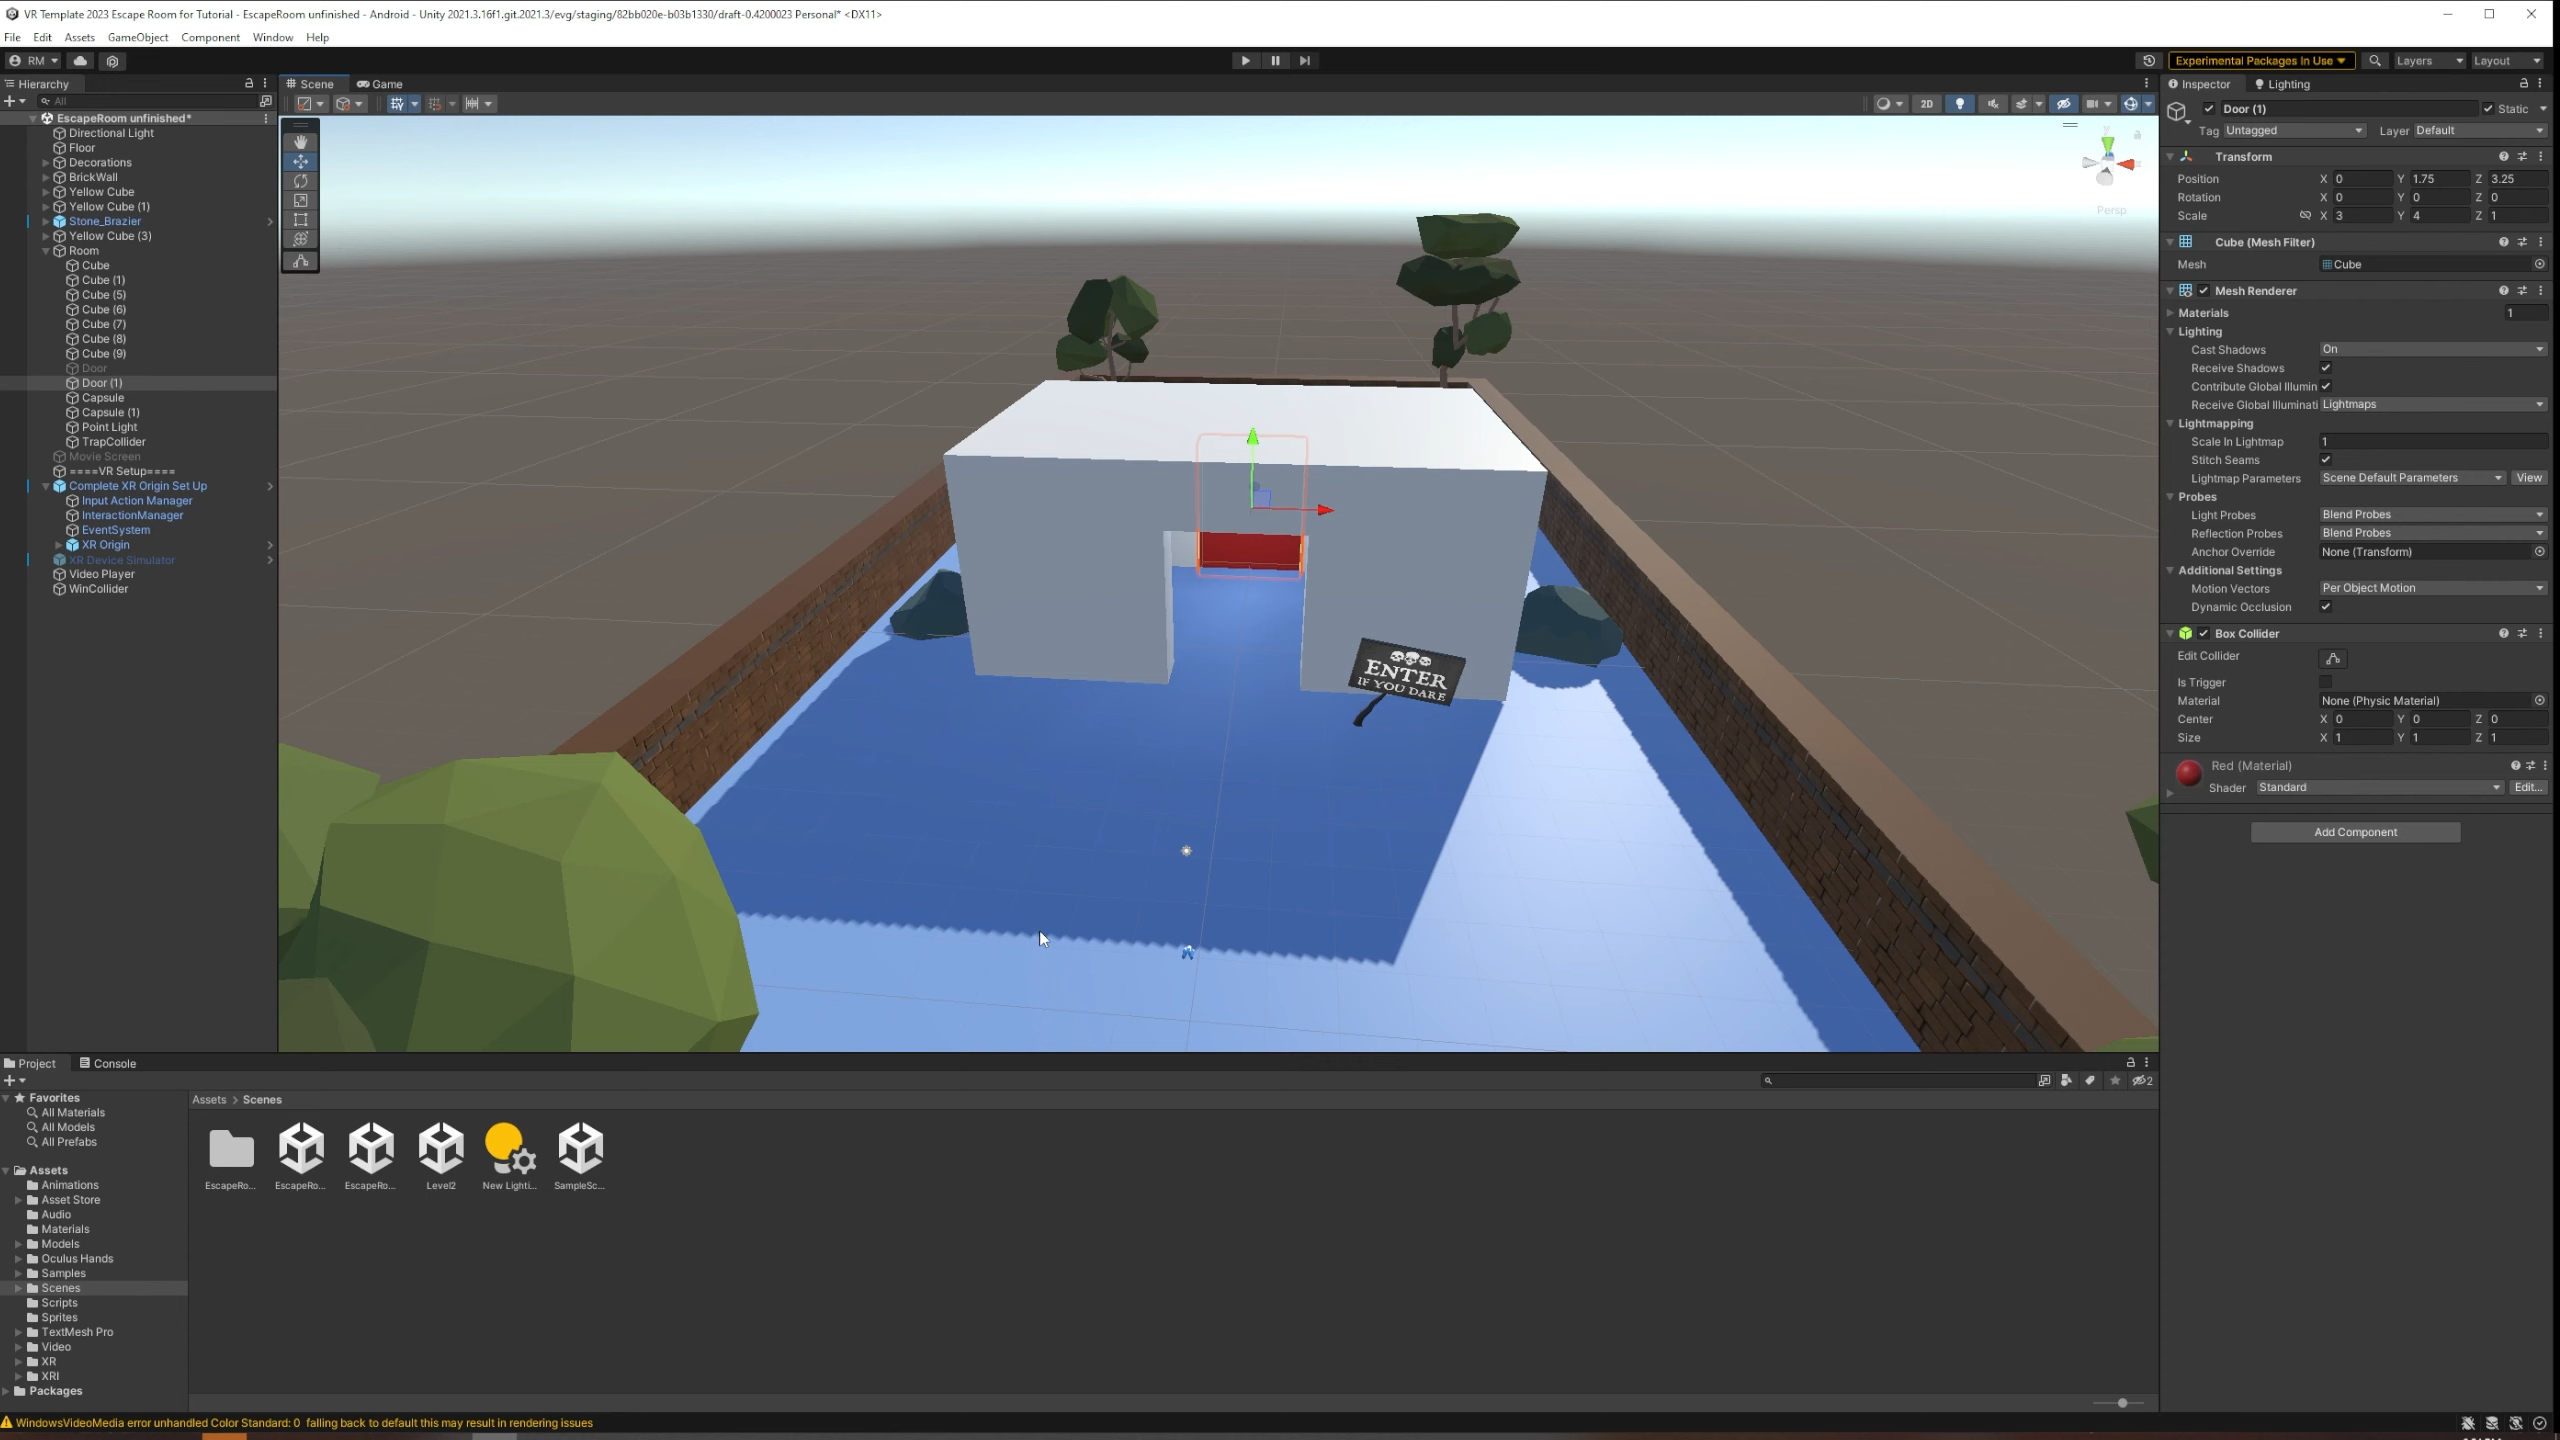 VR Template 2023 Escape Room for Tutorial - EscapeRoom unfinished - Android - Unity 2021.3.16f1.git.2021.3/evg/staging/82bb020e-b03b1330/draft-0.4200023 Personal* <DX11>
File Edit Assets GameObject Component Window Help
RM
Experimental Packages In Use
Layers
Layout
Hierarchy
All
EscapeRoom unfinished*
Directional Light
Floor
Decorations
BrickWall
Yellow Cube
Yellow Cube (1)
Stone_Brazier
Yellow Cube (3)
Room
Cube
Cube (1)
Cube (5)
Cube (6)
Cube (7)
Cube (8)
Cube (9)
Door
Door (1)
Capsule
Capsule (1)
Point Light
TrapCollider
Movie Screen
====VR Setup====
Complete XR Origin Set Up
Input Action Manager
InteractionManager
EventSystem
XR Origin
XR Device Simulator
Video Player
WinCollider
Scene
Game
2D
y
Persp
ENTER
IF YOU DARE
Inspector
Lighting
Door (1)
Static
Tag Untagged
Layer Default
Transform
Position X 0 Y 1.75 Z 3.25
Rotation X 0 Y 0 Z 0
Scale X 3 Y 4 Z 1
Cube (Mesh Filter)
Mesh Cube
Mesh Renderer
Materials 1
Lighting
Cast Shadows On
Receive Shadows
Contribute Global Illumin
Receive Global Illuminati Lightmaps
Lightmapping
Scale In Lightmap 1
Stitch Seams
Lightmap Parameters Scene Default Parameters View
Probes
Light Probes Blend Probes
Reflection Probes Blend Probes
Anchor Override None (Transform)
Additional Settings
Motion Vectors Per Object Motion
Dynamic Occlusion
Box Collider
Edit Collider
Is Trigger
Material None (Physic Material)
Center X 0 Y 0 Z 0
Size X 1 Y 1 Z 1
Red (Material)
Shader Standard Edit...
Add Component
Project
Console
2
Favorites
All Materials
All Models
All Prefabs
Assets
Animations
Asset Store
Audio
Materials
Models
Oculus Hands
Samples
Scenes
Scripts
Sprites
TextMesh Pro
Video
XR
XRI
Packages
Assets > Scenes
EscapeRo...
EscapeRo...
EscapeRo...
Level2
New Lighti...
SampleSc...
WindowsVideoMedia error unhandled Color Standard: 0 falling back to default this may result in rendering issues